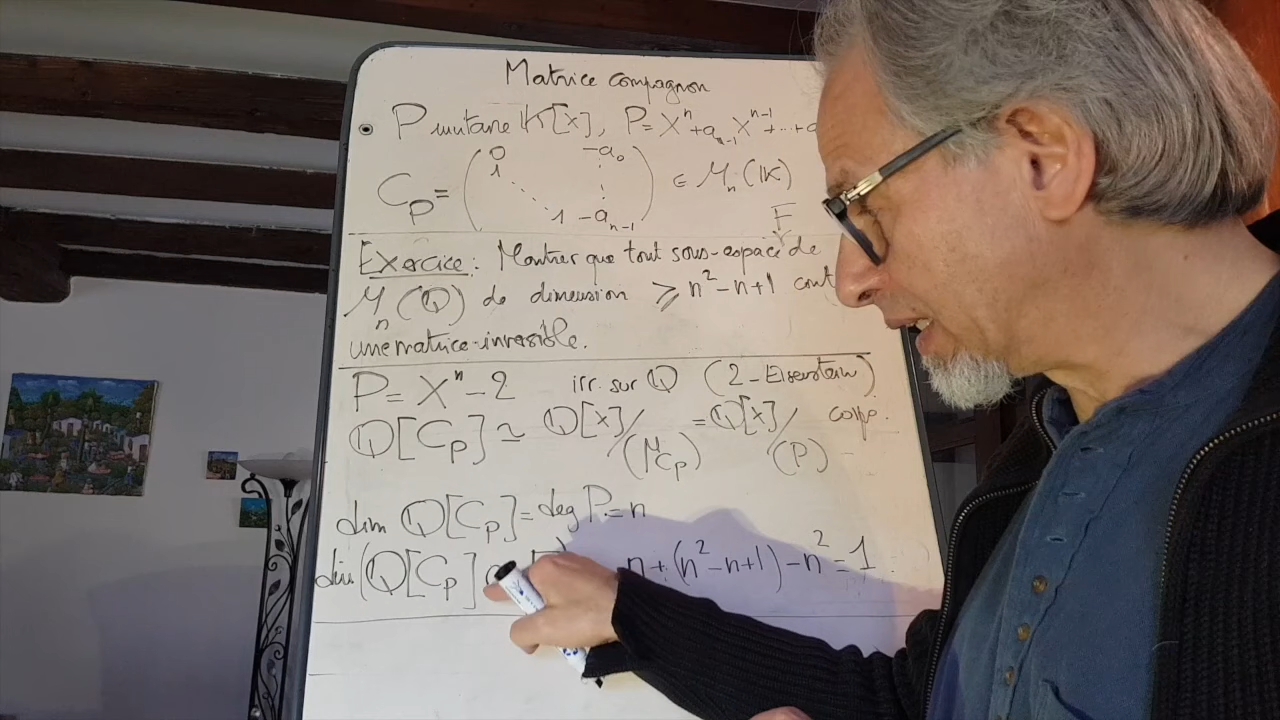 Matrice compagnon
P unitaire K[X], P = X^n + a_{n-1} X^{n-1} + ... +
C_P = ( 0 -a_0 1 ⋱ ⋮ 1 -a_{n-1} ) ∈ M_n(K)
F
Exercice : Montrer que tout sous-espace de
M_n(Q) de dimension ⩾ n^2 - n + 1 cont
une matrice inversible.
P = X^n - 2 irr. sur Q (2-Eisenstein)
Q[C_P] ≃ Q[X]/(μ_{C_P}) = Q[X]/(P) corps.
dim Q[C_P] = deg P = n
dim(Q[C_P] n + (n^2 - n + 1) - n^2 = 1